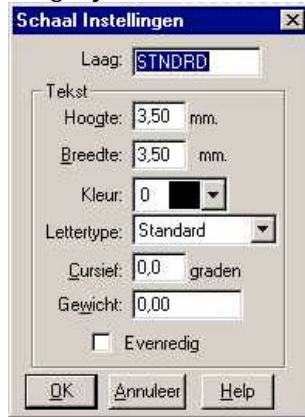 Schaal Instellingen
Laag: STNDRD
Tekst
Hoogte: 3,50 mm.
Breedte: 3,50 mm.
Kleur: 0
Lettertype: Standard
Cursief: 0,0 graden
Gewicht: 0,00
Evenredig
OK Annuleer Help